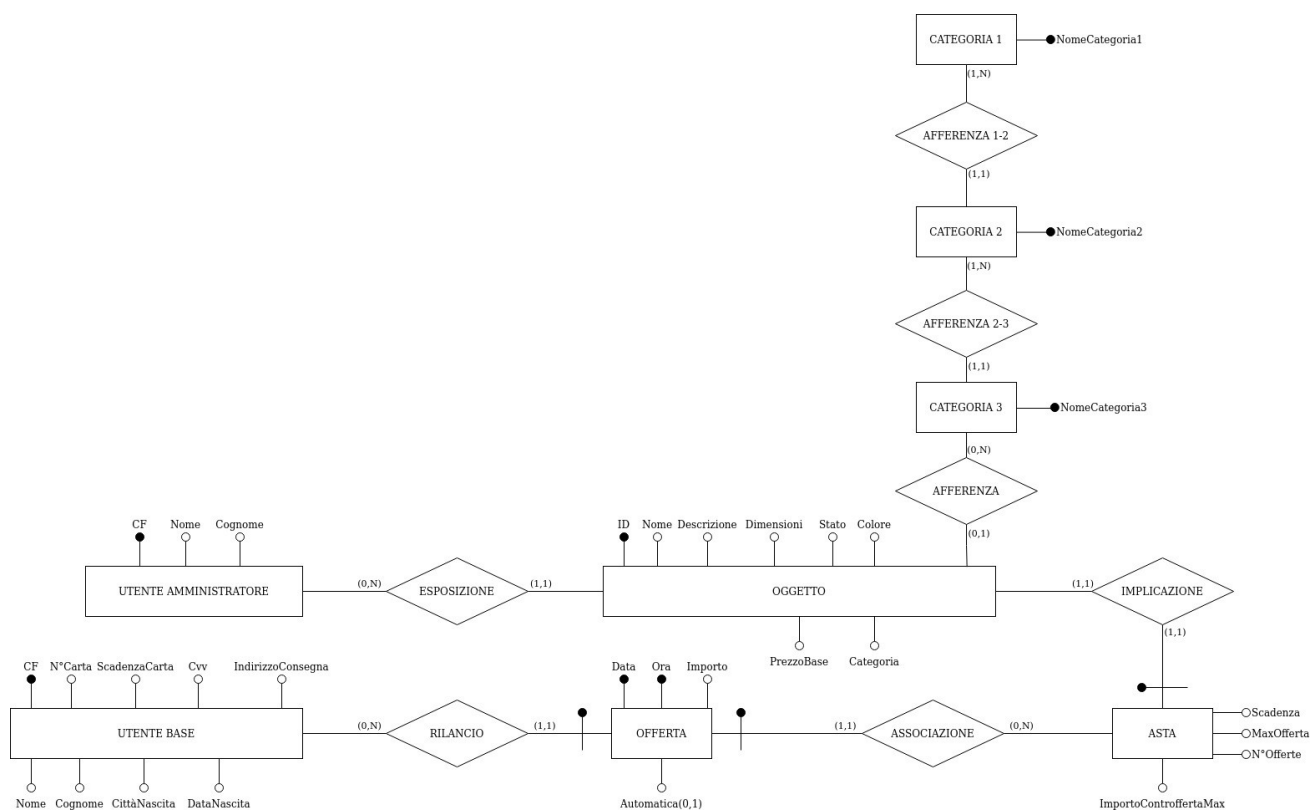 CATEGORIA 1
NomeCategoria1
(1,N)
AFFERENZA 1-2
(1,1)
CATEGORIA 2
NomeCategoria2
(1,N)
AFFERENZA 2-3
(1,1)
CATEGORIA 3
NomeCategoria3
(0,N)
AFFERENZA
(0,1)
CF Nome Cognome
ID Nome Descrizione Dimensioni Stato Colore
UTENTE AMMINISTRATORE
(0,N)
ESPOSIZIONE
(1,1)
OGGETTO
(1,1)
IMPLICAZIONE
(1,1)
PrezzoBase Categoria
CF N°Carta ScadenzaCarta Cvv IndirizzoConsegna
Data Ora Importo
UTENTE BASE
(0,N)
RILANCIO
(1,1)
OFFERTA
(1,1)
ASSOCIAZIONE
(0,N)
ASTA
Scadenza
MaxOfferta
N°Offerte
Nome Cognome CittàNascita DataNascita
Automatica(0,1)
ImportoControffertaMax